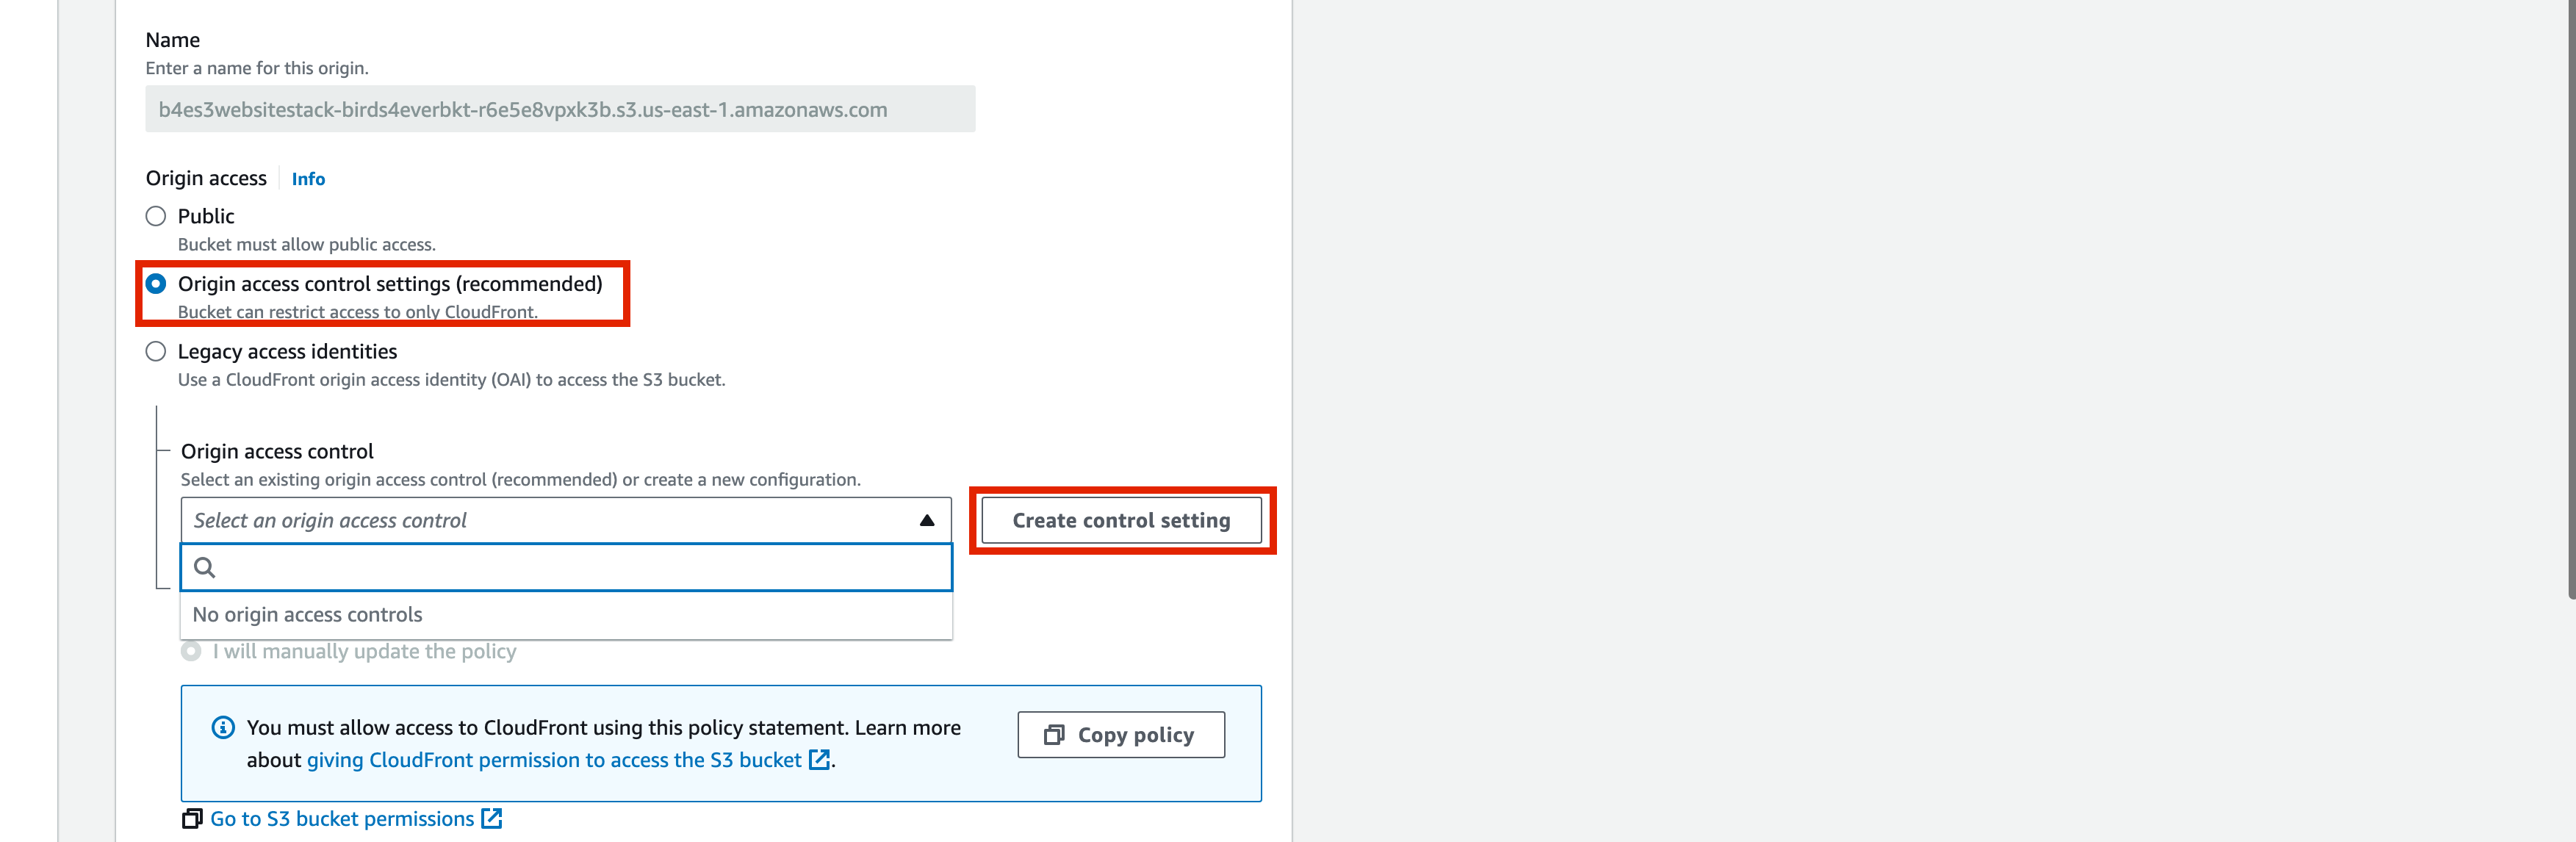 Name
Enter a name for this origin.
b4es3websitestack-birds4everbkt-r6e5e8vpxk3b.s3.us-east-1.amazonaws.com
Origin access Info
Public
Bucket must allow public access.
Origin access control settings (recommended)
Bucket can restrict access to only CloudFront.
Legacy access identities
Use a CloudFront origin access identity (OAI) to access the S3 bucket.
Origin access control
Select an existing origin access control (recommended) or create a new configuration.
Select an origin access control
Create control setting
No origin access controls
I will manually update the policy
You must allow access to CloudFront using this policy statement. Learn more
about giving CloudFront permission to access the S3 bucket.
Copy policy
Go to S3 bucket permissions